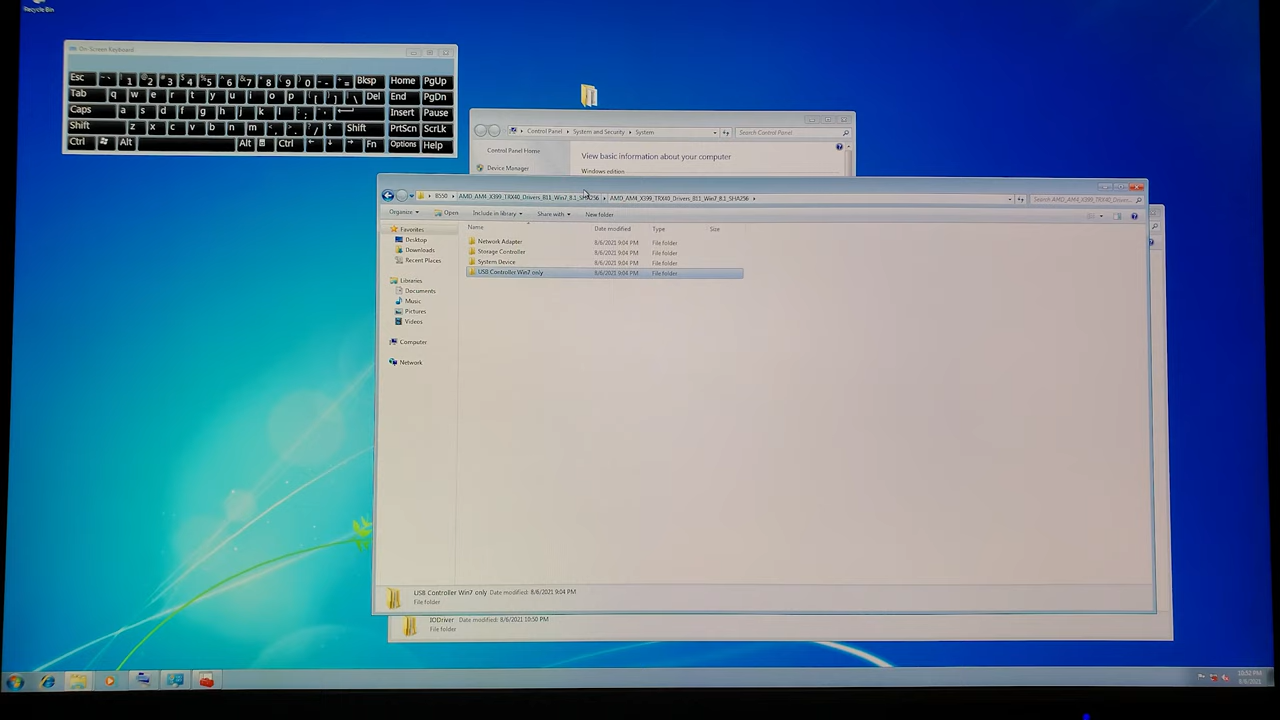 Recycle Bin
On-Screen Keyboard
Esc ` ~ ! 1 @ 2 # 3 $ 4 % 5 ^ 6 & 7 * 8 ( 9 ) 0 _ - + = Bksp Home PgUp
Tab q w e r t y u i o p { [ } ] | \ Del End PgDn
Caps a s d f g h j k l : ; " ' Insert Pause
Shift z x c v b n m < , > . ? / ↑ Shift PrtScn ScrLk
Ctrl Alt Alt Ctrl ← ↓ → Fn Options Help
Control Panel System and Security System Search Control Panel
Control Panel Home
View basic information about your computer
Device Manager
Windows edition
B550 AMD_AM4_X399_TRX40_Drivers_B11_Win7_8.1_SHA256 AMD_AM4_X399_TRX40_Drivers_B11_Win7_8.1_SHA256 Search AMD_AM4_X399_TRX40_Driver...
Organize Open Include in library Share with New folder
Name Date modified Type Size
Favorites
Desktop
Downloads
Recent Places
Libraries
Documents
Music
Pictures
Videos
Computer
Network
Network Adapter 8/6/2021 9:04 PM File folder
Storage Controller 8/6/2021 9:04 PM File folder
System Device 8/6/2021 9:04 PM File folder
USB Controller Win7 only 8/6/2021 9:04 PM File folder
USB Controller Win7 only Date modified: 8/6/2021 9:04 PM
File folder
IODriver Date modified: 8/6/2021 10:50 PM
File folder
10:52 PM
8/6/2021